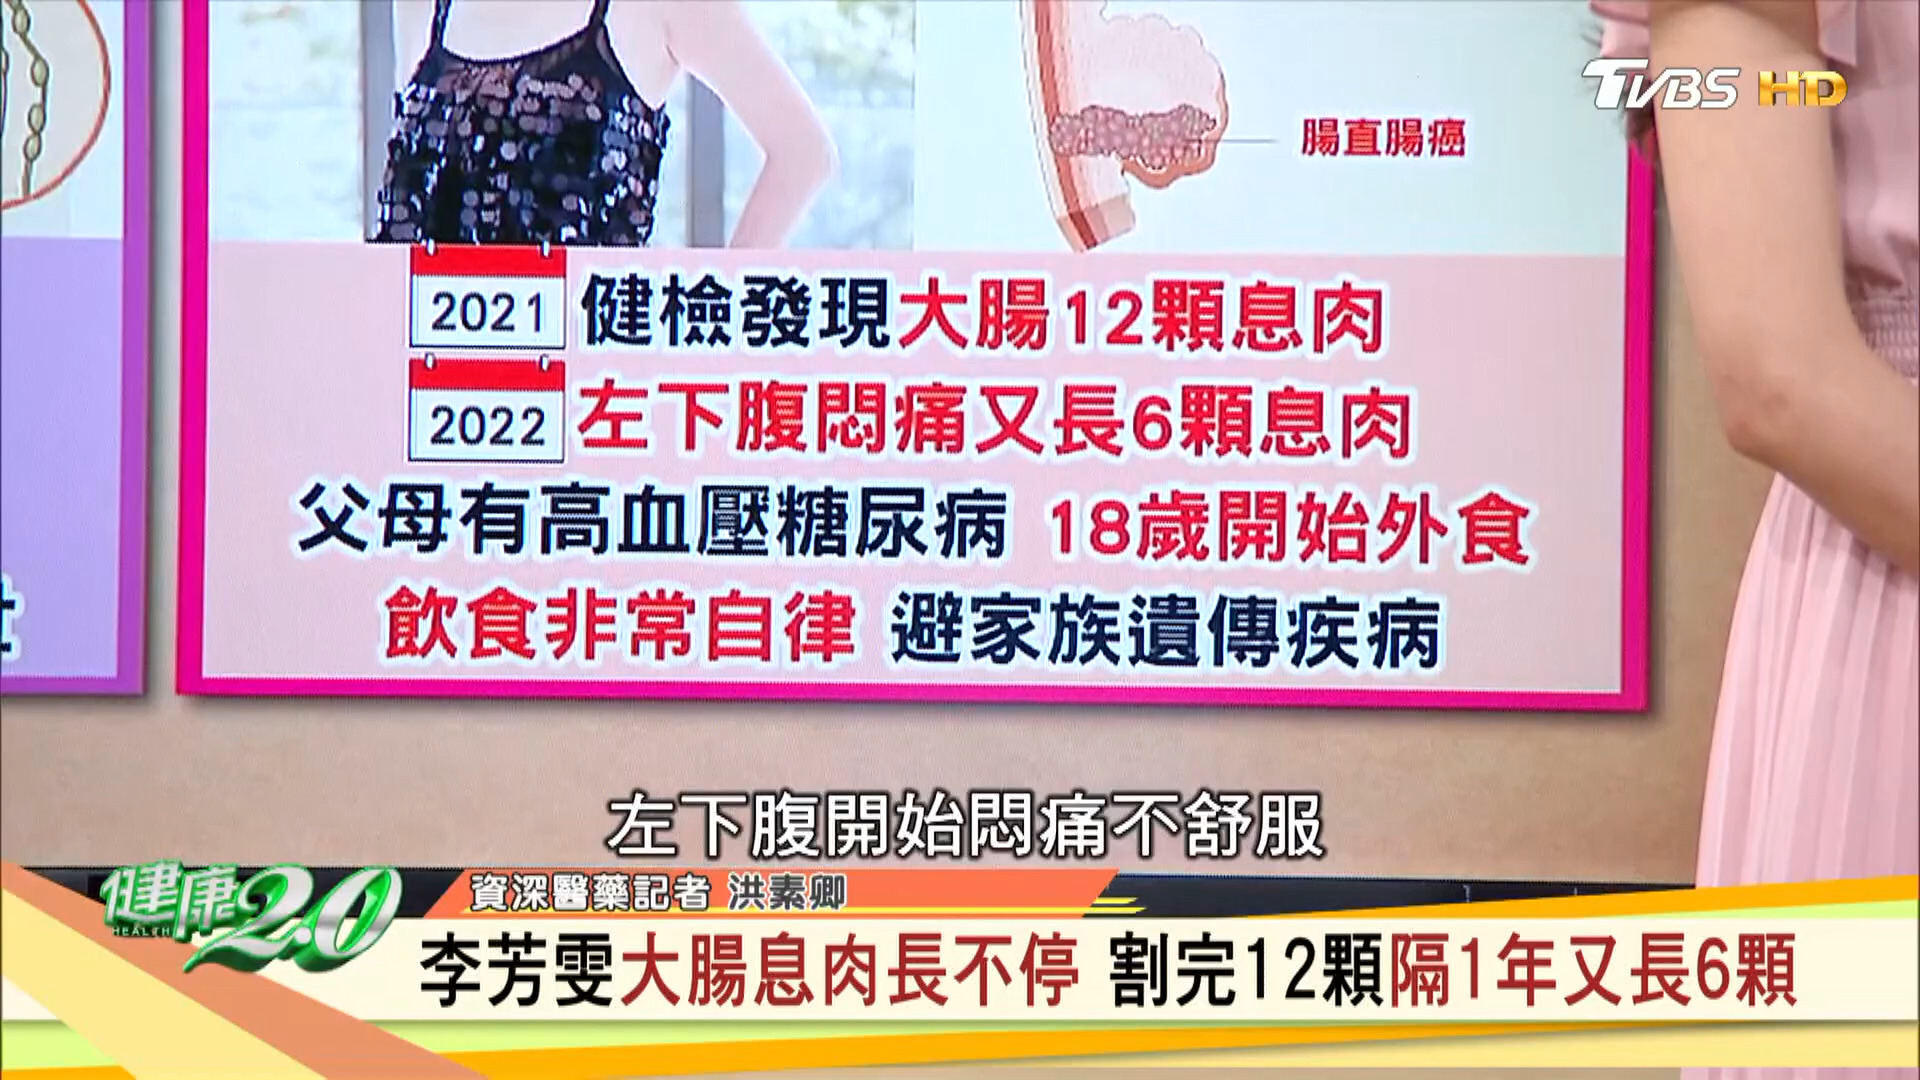 TVBS HD
腸直腸癌
2021 健檢發現大腸12顆息肉
2022 左下腹悶痛又長6顆息肉
父母有高血壓糖尿病 18歲開始外食
飲食非常自律 避家族遺傳疾病
左下腹開始悶痛不舒服
健康2.0
HEALTH
資深醫藥記者 洪素卿
李芳雯大腸息肉長不停 割完12顆隔1年又長6顆